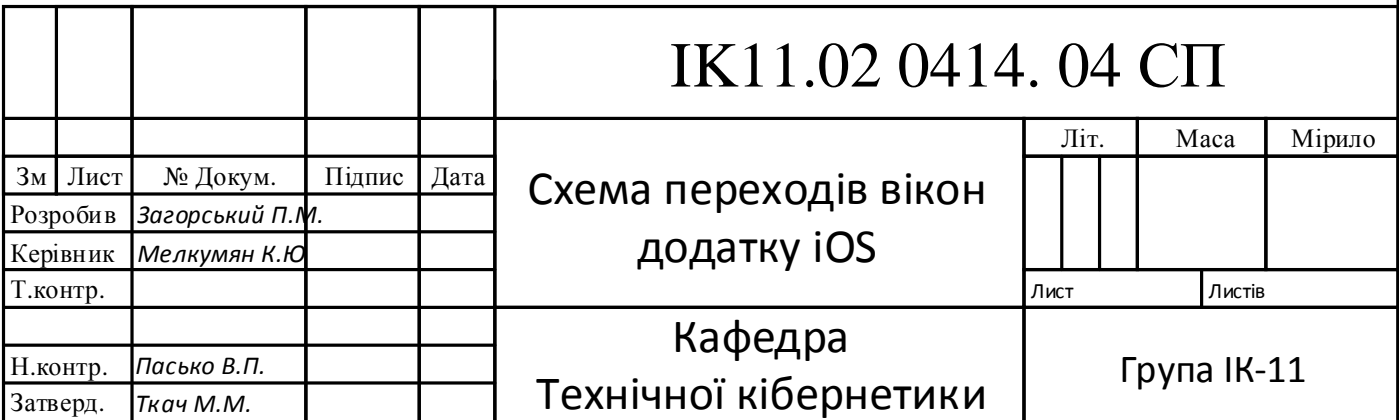 ІК11.02 0414. 04 СП
Літ. Маса Мірило
Зм Лист № Докум. Підпис Дата
Схема переходів вікон
додатку iOS
Розробив Загорський П.М.
Керівник Мелкумян К.Ю
Т.контр.
Лист Листів
Кафедра
Технічної кібернетики
Група ІК-11
Н.контр. Пасько В.П.
Затверд. Ткач М.М.